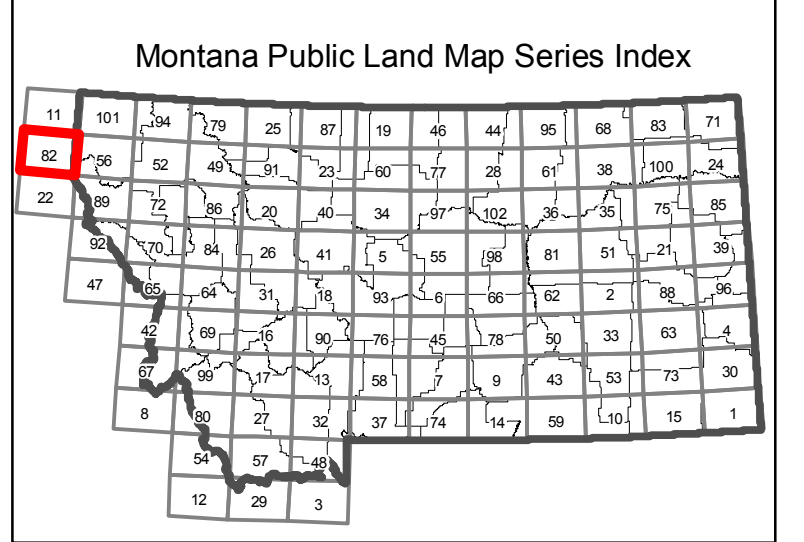 Montana Public Land Map Series Index
11 101 94 79 25 87 19 46 44 95 68 83 71
82 56 52 49 91 23 60 77 28 61 38 100 24
22 89 72 86 20 40 34 97 102 36 35 75 85
92 70 84 26 41 5 55 98 81 51 21 39
47 65 64 31 18 93 6 66 62 2 88 96
42 69 16 90 76 45 78 50 33 63 4
67 99 17 13 58 7 9 43 53 73 30
8 80 27 32 37 74 14 59 10 15 1
54 57 48
12 29 3